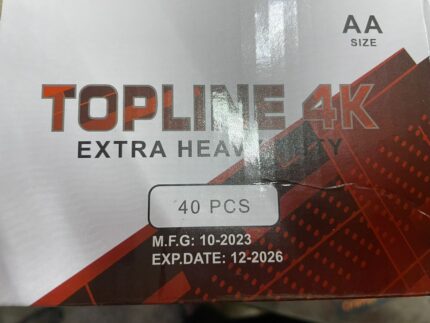 AA
SIZE
TOPLINE 4K
EXTRA HEAVY DUTY
40 PCS
M.F.G: 10-2023
EXP.DATE: 12-2026